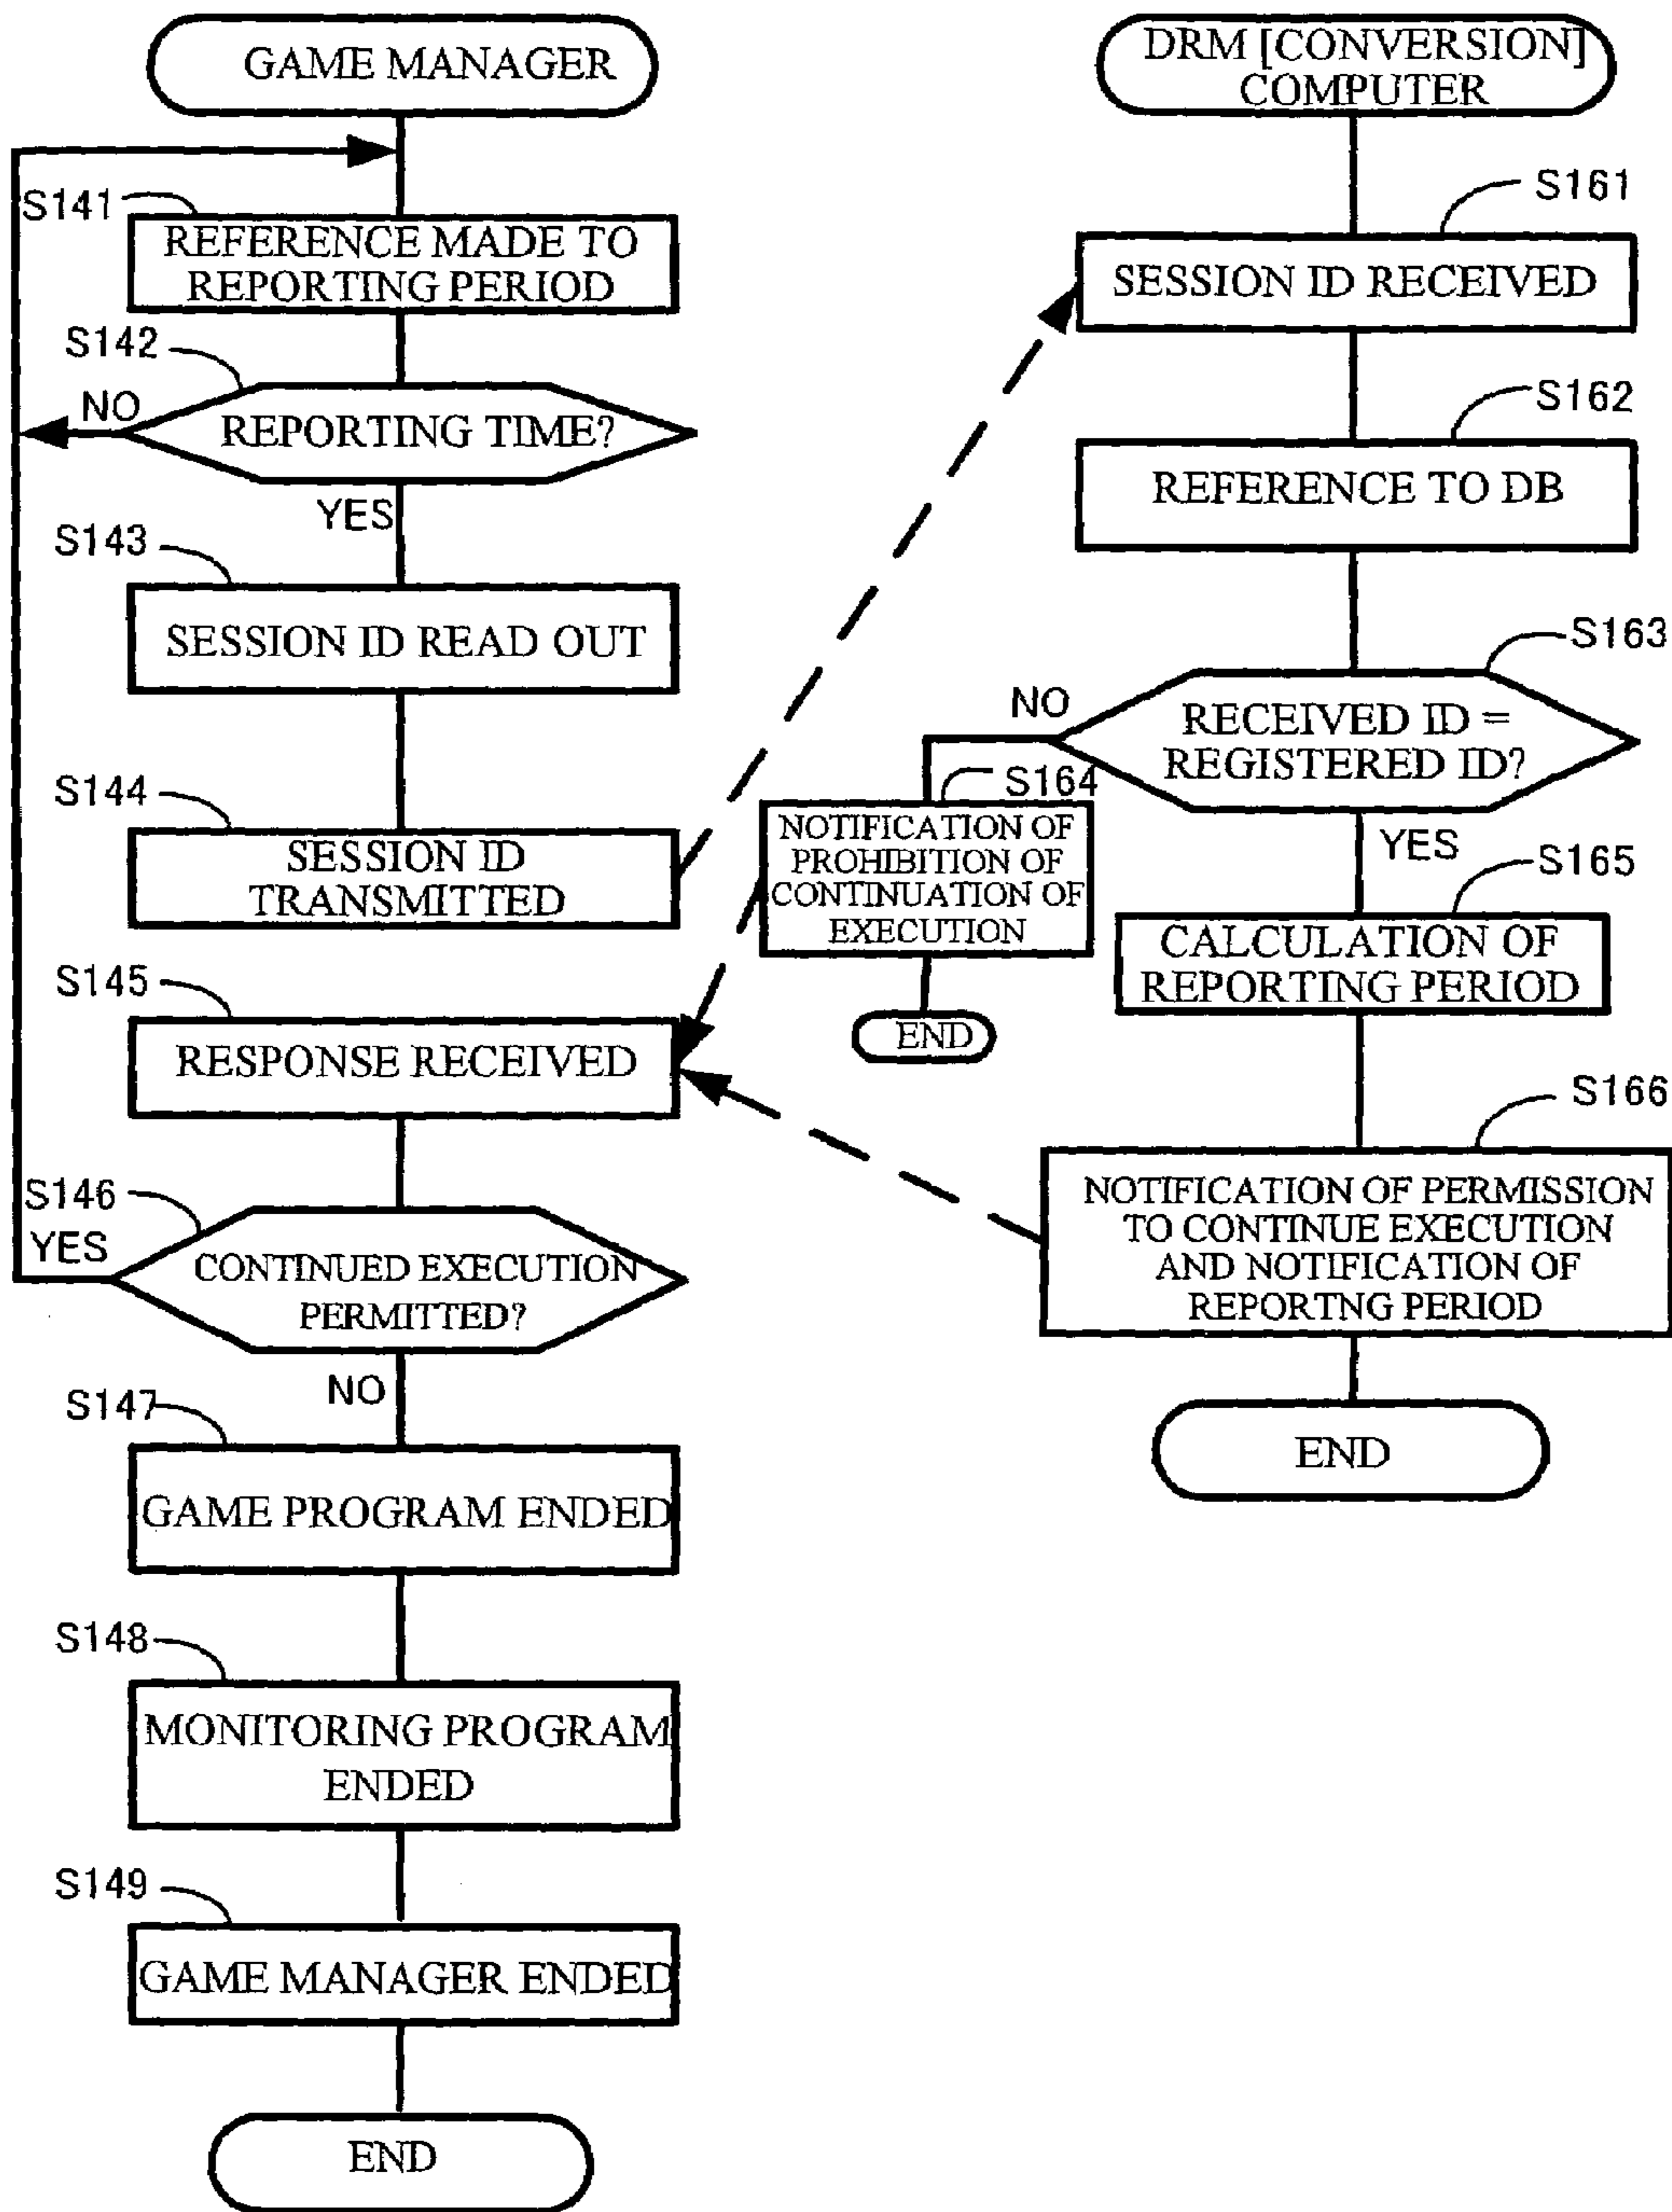 GAME MANAGER
S141
REFERENCE MADE TO
REPORTING PERIOD
S142
NO
REPORTING TIME?
YES
S143
SESSION ID READ OUT
S144
SESSION ID
TRANSMITTED
S145
RESPONSE RECEIVED
S146
YES
CONTINUED EXECUTION
PERMITTED?
NO
S147
GAME PROGRAM ENDED
S148
MONITORING PROGRAM
ENDED
S149
GAME MANAGER ENDED
END
DRM [CONVERSION]
COMPUTER
S161
SESSION ID RECEIVED
S162
REFERENCE TO DB
S163
NO
RECEIVED ID =
REGISTERED ID?
S164
NOTIFICATION OF
PROHIBITION OF
CONTINUATION OF
EXECUTION
END
YES
S165
CALCULATION OF
REPORTING PERIOD
S166
NOTIFICATION OF PERMISSION
TO CONTINUE EXECUTION
AND NOTIFICATION OF
REPORTNG PERIOD
END